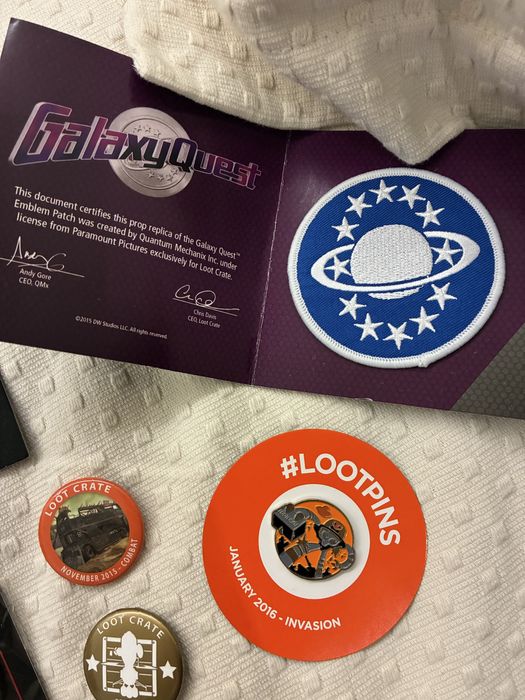 GalaxyQuest
This document certifies this prop replica of the Galaxy Quest™
Emblem Patch was created by Quantum Mechanix Inc. under
license from Paramount Pictures exclusively for Loot Crate.
Andy Gore
CEO, QMx
Chris Davis
CEO, Loot Crate
©2015 DW Studios LLC. All rights reserved.
#LOOTPINS
JANUARY 2016 - INVASION
LOOT CRATE
NOVEMBER 2015 - COMBAT
LOOT CRATE